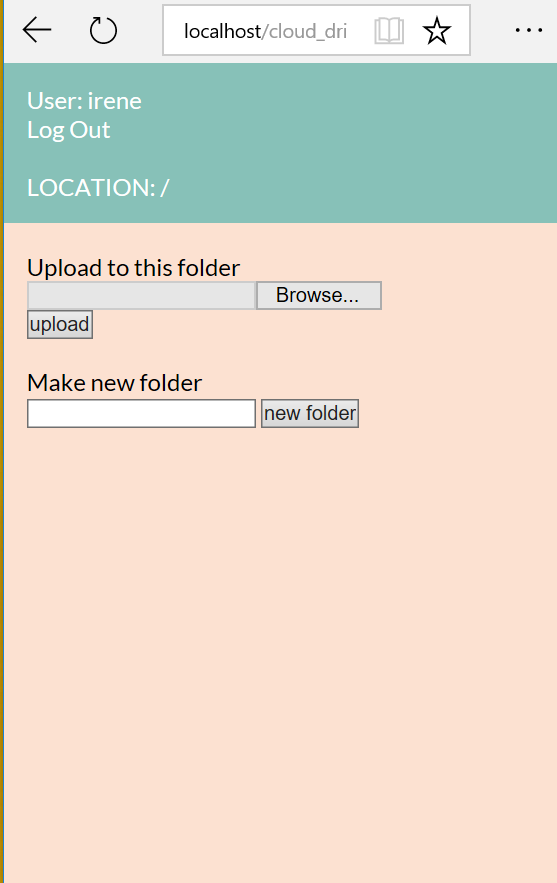 localhost/cloud_dri
User: irene
Log Out
LOCATION: /
Upload to this folder
Browse...
upload
Make new folder
new folder